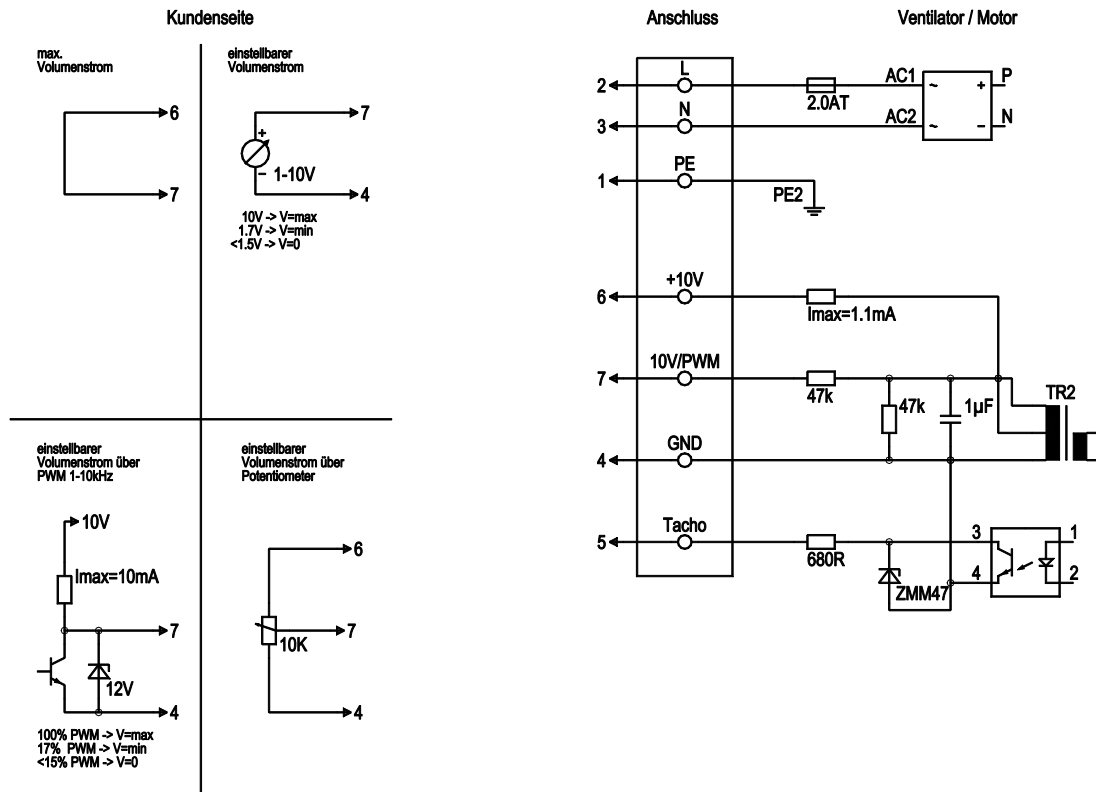 Kundenseite
Anschluss
Ventilator / Motor
max.
Volumenstrom
6
7
einstellbarer
Volumenstrom
7
+
1-10V
−
4
10V -> V=max
1.7V -> V=min
<1.5V -> V=0
einstellbarer
Volumenstrom über
PWM 1-10kHz
10V
Imax=10mA
7
12V
4
100% PWM -> V=max
17% PWM -> V=min
<15% PWM -> V=0
einstellbarer
Volumenstrom über
Potentiometer
6
7
10K
4
2
L
2.0AT
AC1
~
+
P
3
N
AC2
~
−
N
1
PE
PE2
6
+10V
Imax=1.1mA
7
10V/PWM
47k
47k
1µF
TR2
4
GND
5
Tacho
680R
ZMM47
3
4
1
2